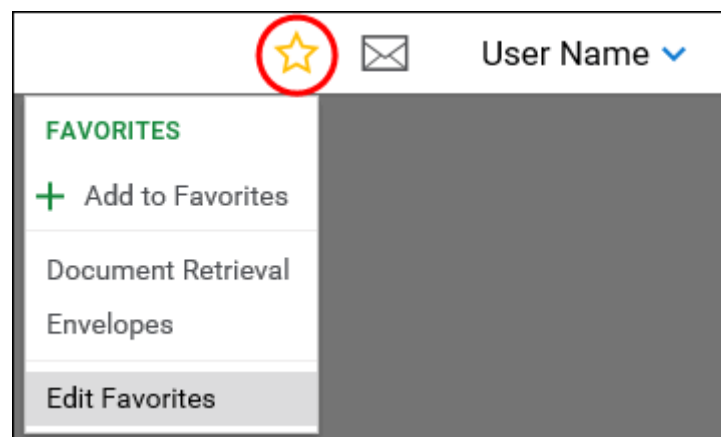 User Name
FAVORITES
Add to Favorites
Document Retrieval
Envelopes
Edit Favorites